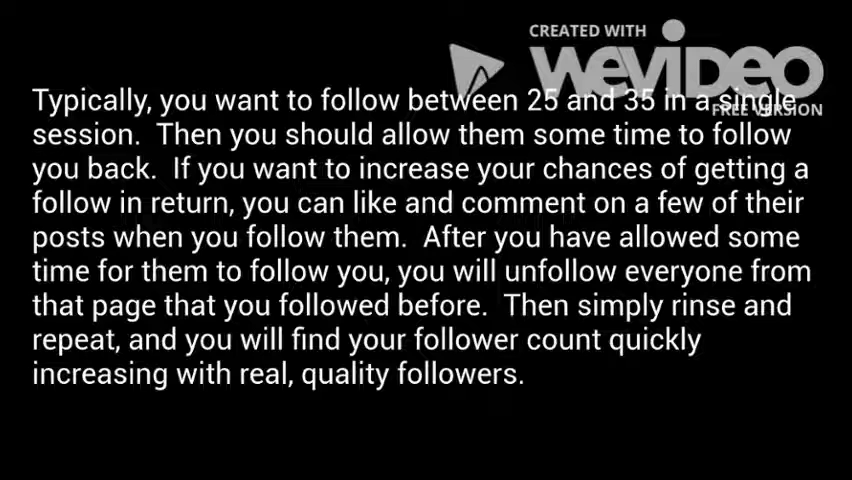 CREATED WITH
WEVIDEO
FREE VERSION
Typically, you want to follow between 25 and 35 in a single
session.  Then you should allow them some time to follow
you back.  If you want to increase your chances of getting a
follow in return, you can like and comment on a few of their
posts when you follow them.  After you have allowed some
time for them to follow you, you will unfollow everyone from
that page that you followed before.  Then simply rinse and
repeat, and you will find your follower count quickly
increasing with real, quality followers.